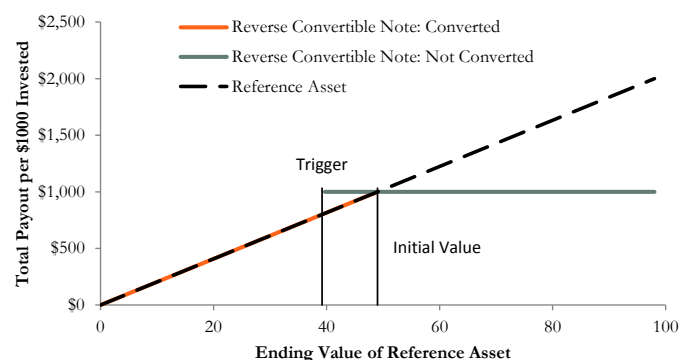 Reverse Convertible Note: Converted
Reverse Convertible Note: Not Converted
Reference Asset
Total Payout per $1000 Invested
$2,500
$2,000
$1,500
$1,000
$500
$0
Trigger
Initial Value
0
20
40
60
80
100
Ending Value of Reference Asset